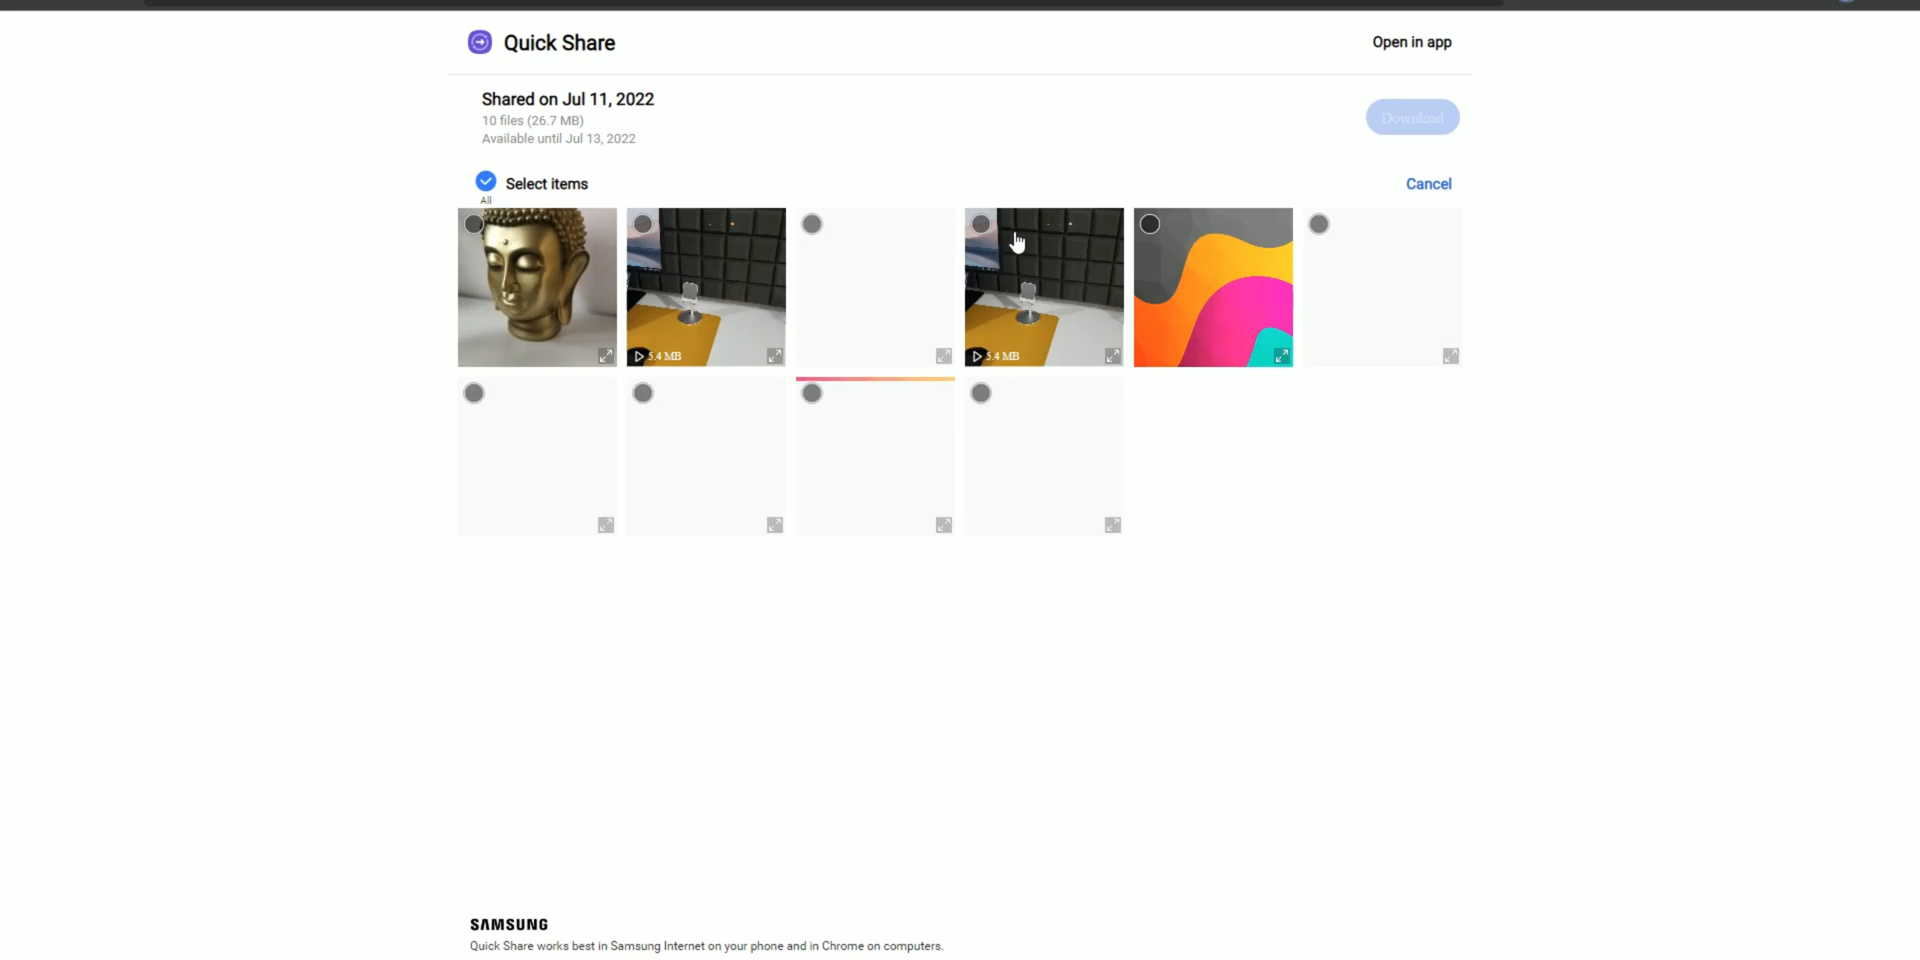 Quick Share
Open in app
Shared on Jul 11, 2022
10 files (26.7 MB)
Available until Jul 13, 2022
Download
Select items
Cancel
All
5.4 MB
5.4 MB
SAMSUNG
Quick Share works best in Samsung Internet on your phone and in Chrome on computers.